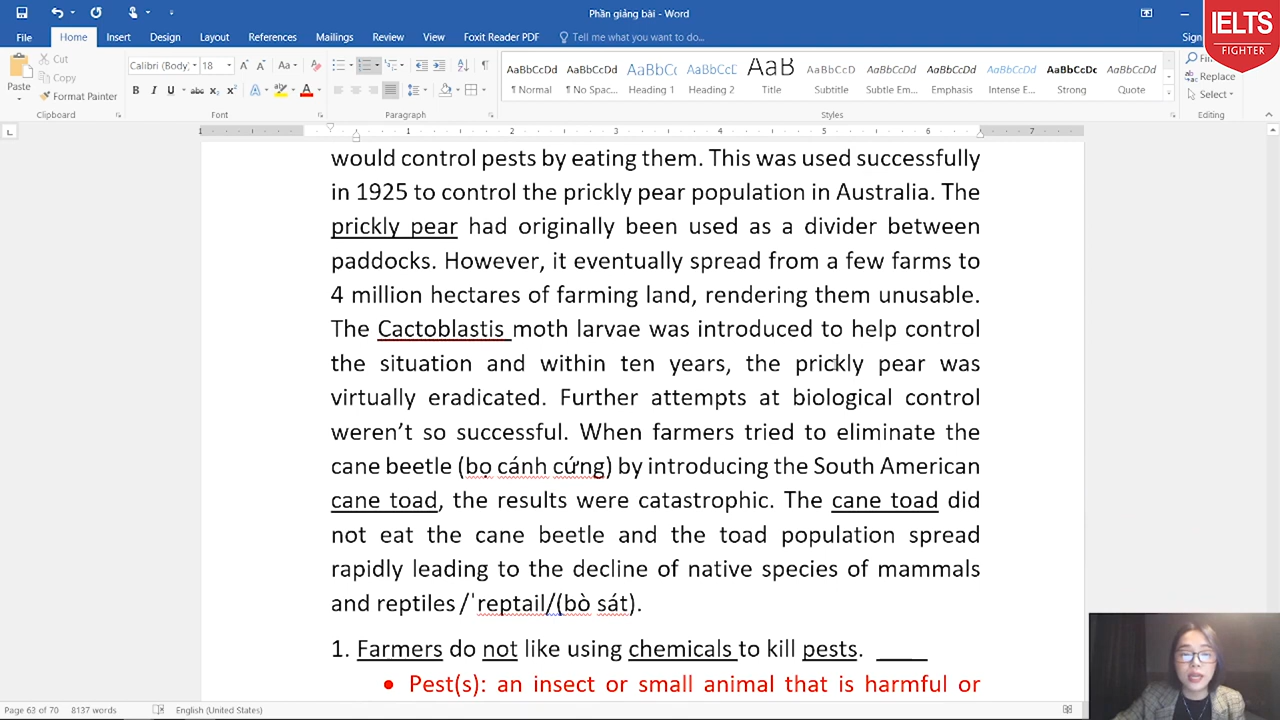 Phần giảng bài - Word
File Home Insert Design Layout References Mailings Review View Foxit Reader PDF Tell me what you want to do...
IELTS
FIGHTER
Cut
Copy
Format Painter
Paste
Calibri (Body) 18
Replace
Select
AaBbCcDd AaBbCcDd AaBbCc AaBbCcC AaB AaBbCcC AaBbCcDd AaBbCcDd AaBbCcDd AaBbCcDc AaBbCcDd
¶ Normal ¶ No Spac... Heading 1 Heading 2 Title Subtitle Subtle Em... Emphasis Intense E... Strong Quote
Clipboard Font Paragraph Styles Editing
1 1 2 3 4 5 6 7
would control pests by eating them. This was used successfully
in 1925 to control the prickly pear population in Australia. The
prickly pear had originally been used as a divider between
paddocks. However, it eventually spread from a few farms to
4 million hectares of farming land, rendering them unusable.
The Cactoblastis moth larvae was introduced to help control
the situation and within ten years, the prickly pear was
virtually eradicated. Further attempts at biological control
weren’t so successful. When farmers tried to eliminate the
cane beetle (bọ cánh cứng) by introducing the South American
cane toad, the results were catastrophic. The cane toad did
not eat the cane beetle and the toad population spread
rapidly leading to the decline of native species of mammals
and reptiles /ˈreptail/(bò sát).
1. Farmers do not like using chemicals to kill pests. ____
• Pest(s): an insect or small animal that is harmful or
Page 63 of 70 8137 words English (United States)